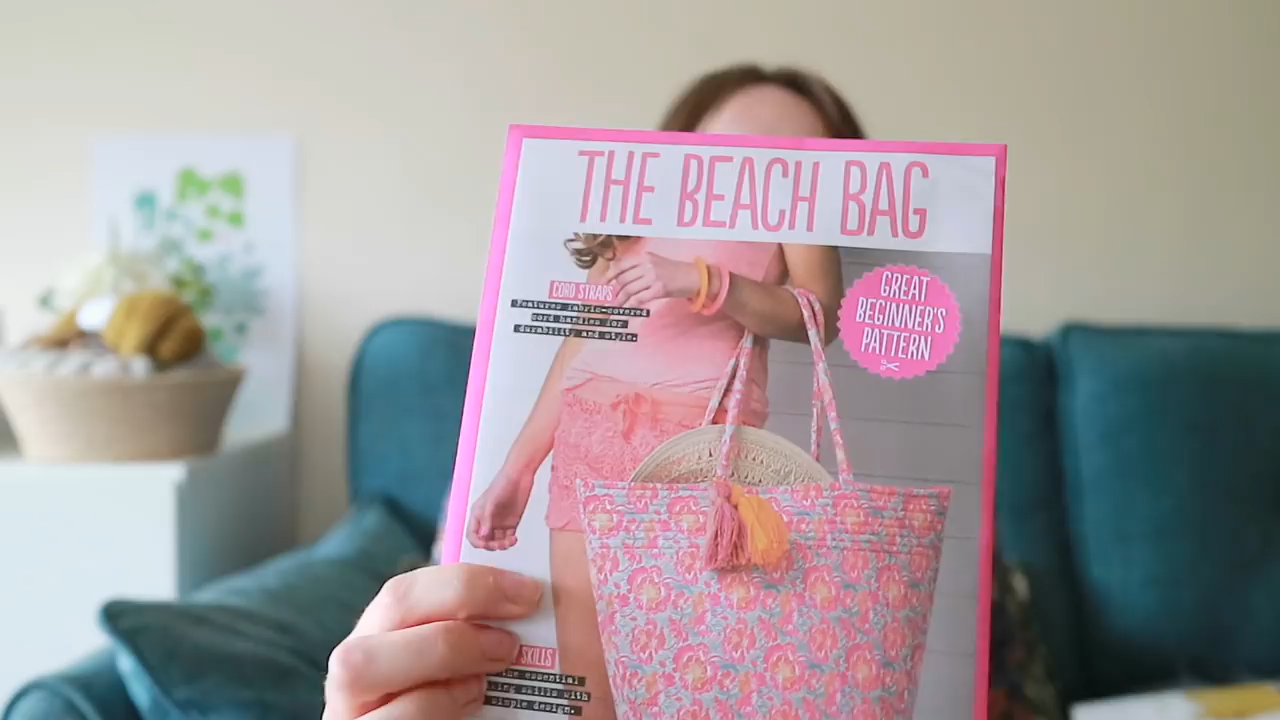 THE BEACH BAG
CORD STRAPS
Features fabric-covered
cord handles for
durability and style.
GREAT
BEGINNER'S
PATTERN
SKILLS
the essential
skills with
simple design.